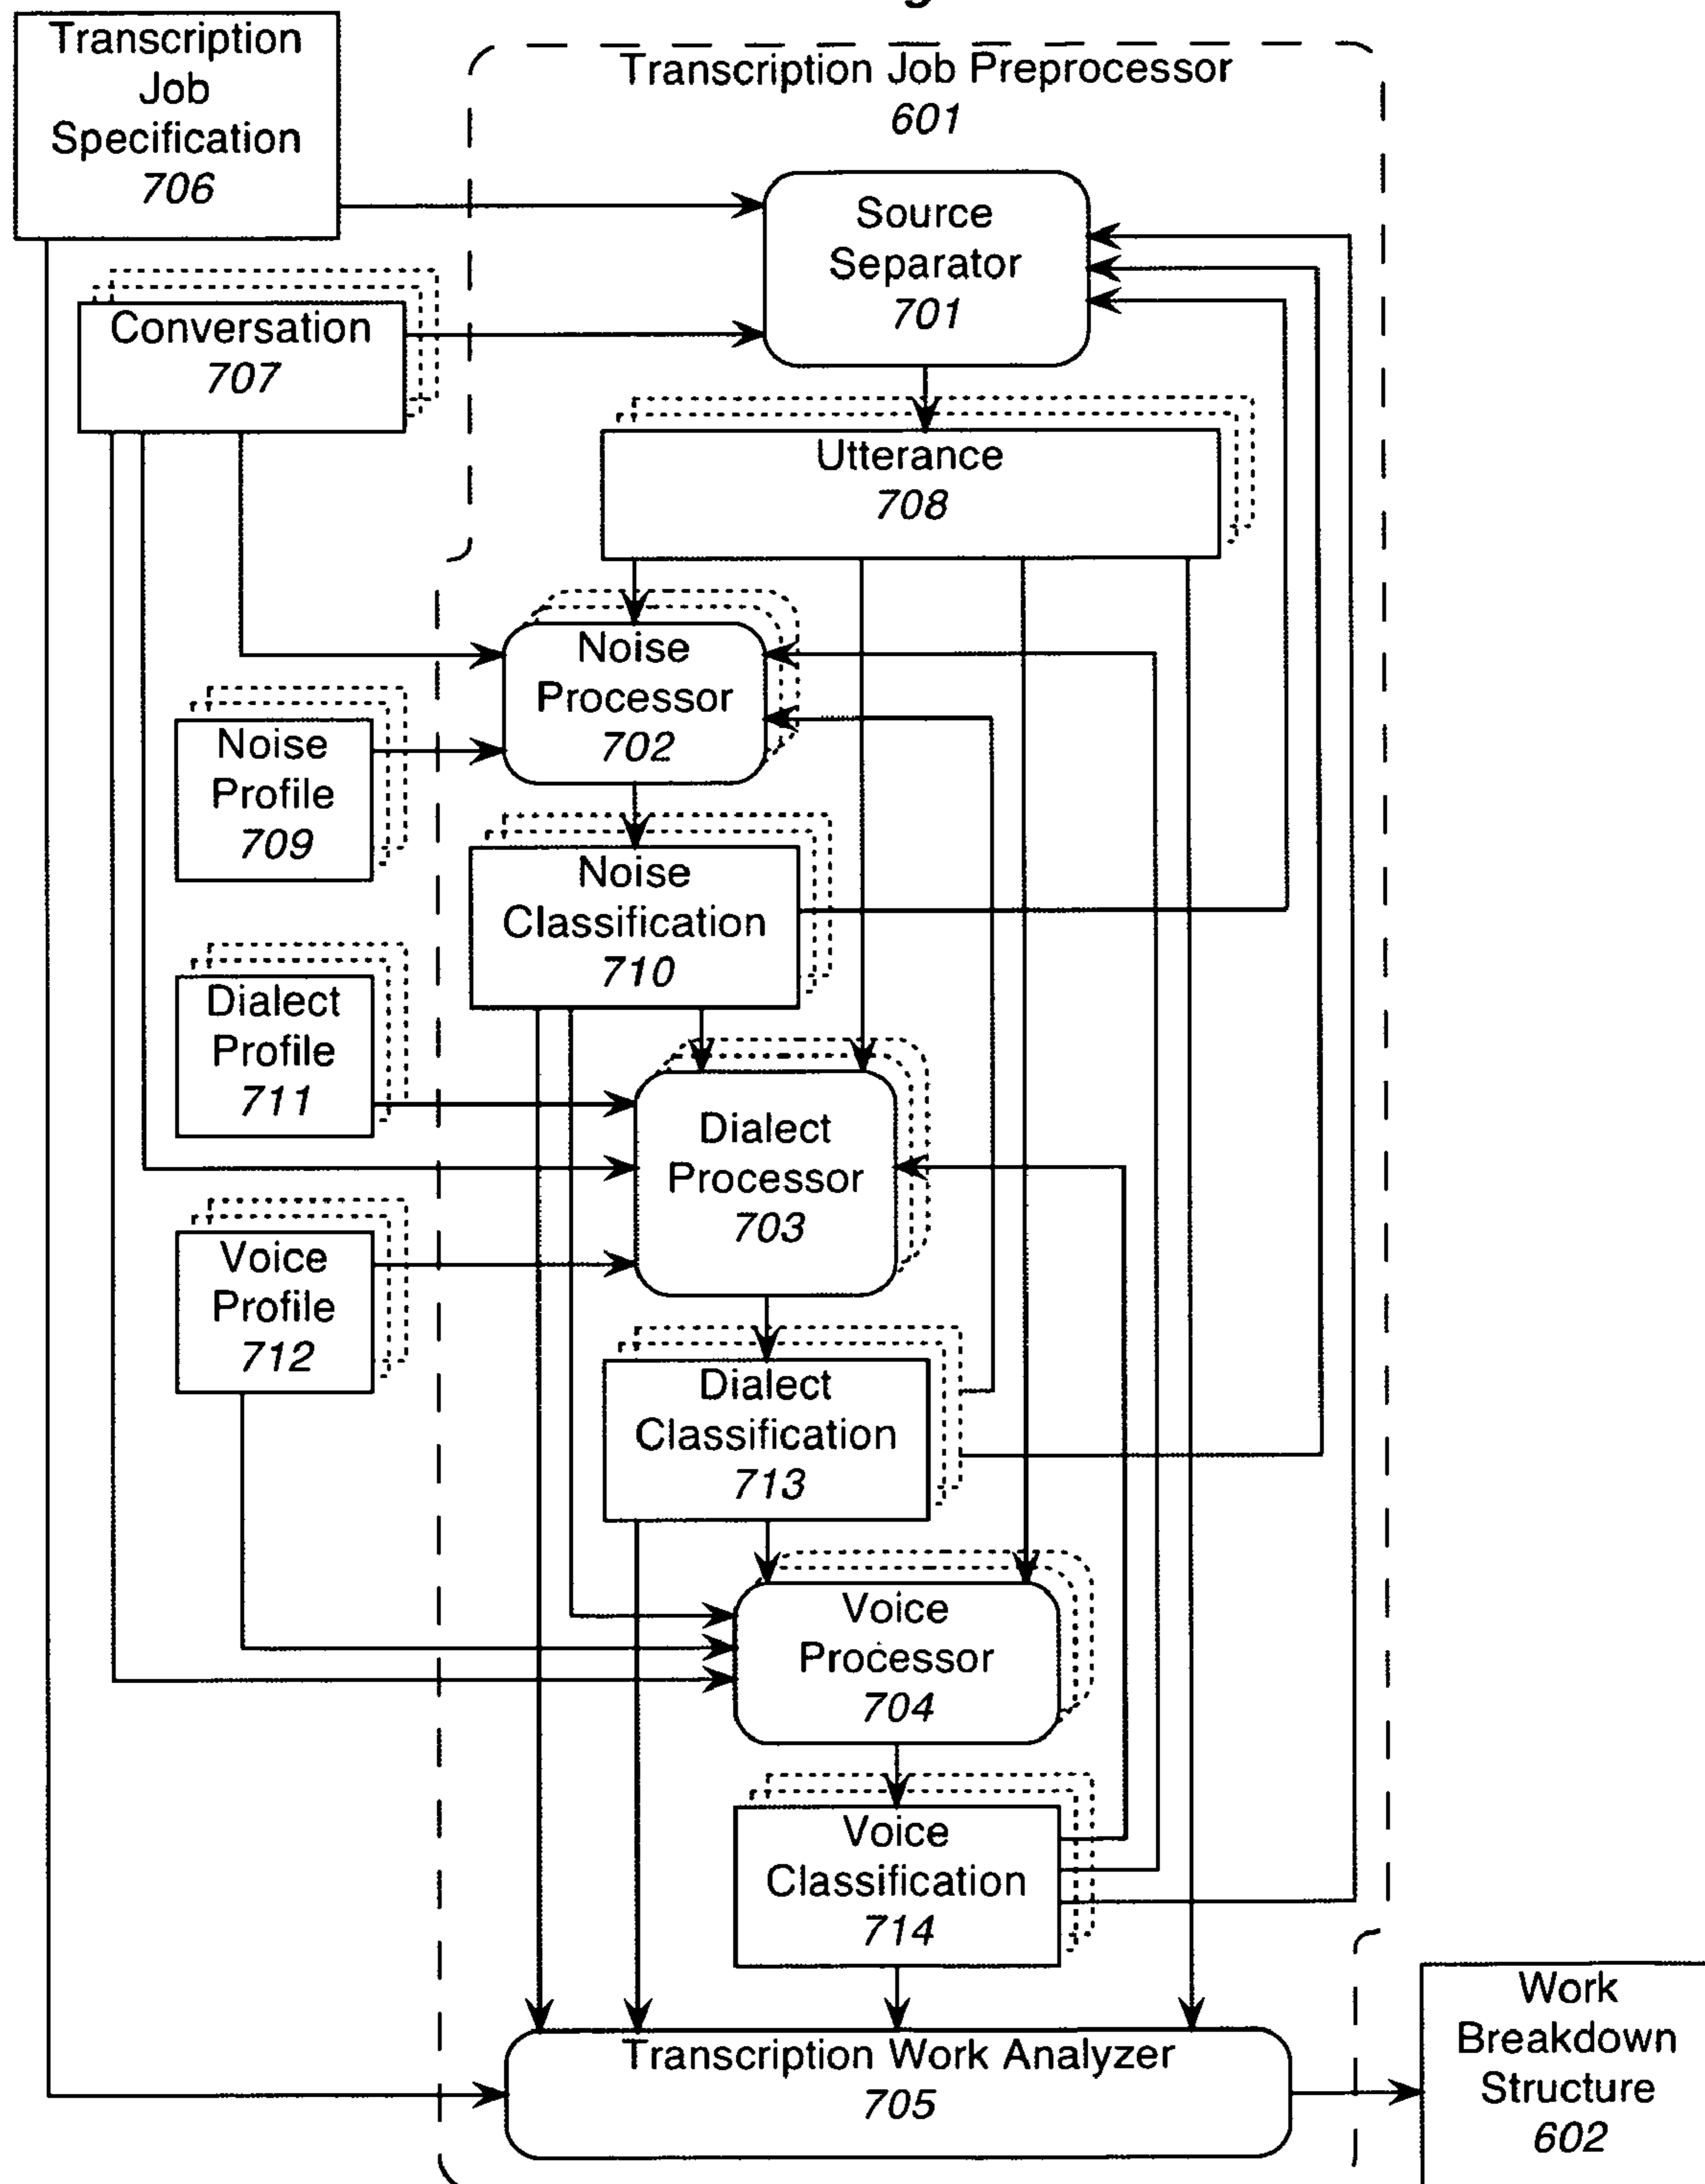 Transcription
Job
Specification
706
Transcription Job Preprocessor
601
Source
Separator
701
Conversation
707
Utterance
708
Noise
Processor
702
Noise
Profile
709
Noise
Classification
710
Dialect
Profile
711
Dialect
Processor
703
Voice
Profile
712
Dialect
Classification
713
Voice
Processor
704
Voice
Classification
714
Transcription Work Analyzer
705
Work
Breakdown
Structure
602